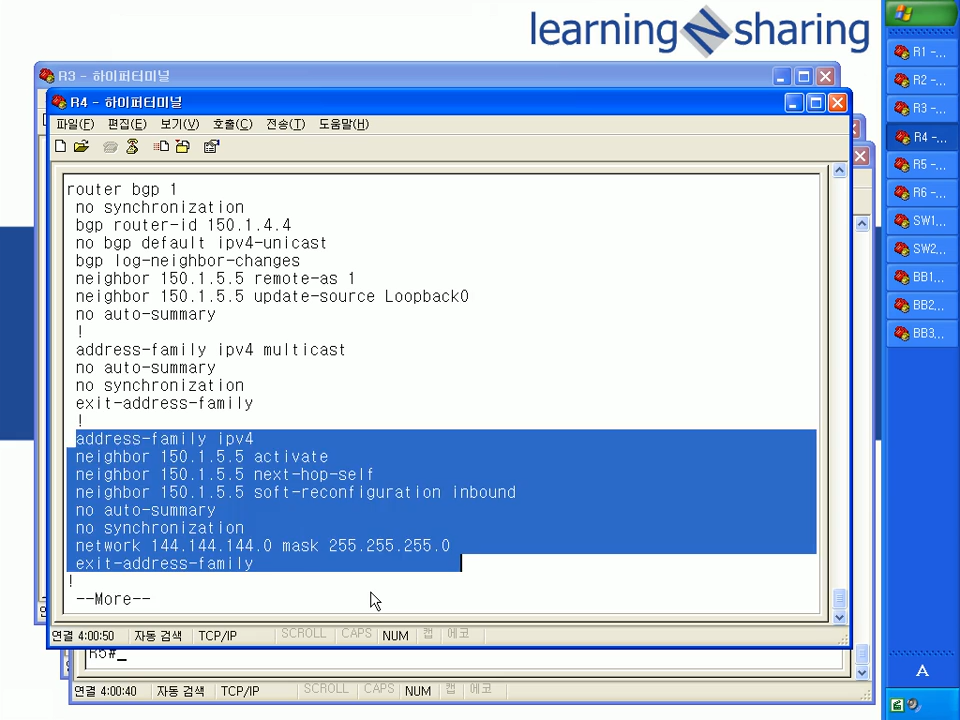 learning sharing
N
R3 - 하이퍼터미널
R4 - 하이퍼터미널
파일(F) 편집(E) 보기(V) 호출(C) 전송(T) 도움말(H)
router bgp 1
no synchronization
bgp router-id 150.1.4.4
no bgp default ipv4-unicast
bgp log-neighbor-changes
neighbor 150.1.5.5 remote-as 1
neighbor 150.1.5.5 update-source Loopback0
no auto-summary
!
address-family ipv4 multicast
no auto-summary
no synchronization
exit-address-family
!
address-family ipv4
neighbor 150.1.5.5 activate
neighbor 150.1.5.5 next-hop-self
neighbor 150.1.5.5 soft-reconfiguration inbound
no auto-summary
no synchronization
network 144.144.144.0 mask 255.255.255.0
exit-address-family
!
--More--
연결 4:00:50 자동 검색 TCP/IP SCROLL CAPS NUM 캡 에코
R5#_
연결 4:00:40 자동 검색 TCP/IP SCROLL CAPS NUM 캡 에코
R1 -...
R2 -...
R3 -...
R4 -...
R5 -...
R6 -...
SW1...
SW2...
BB1...
BB2...
BB3...
A